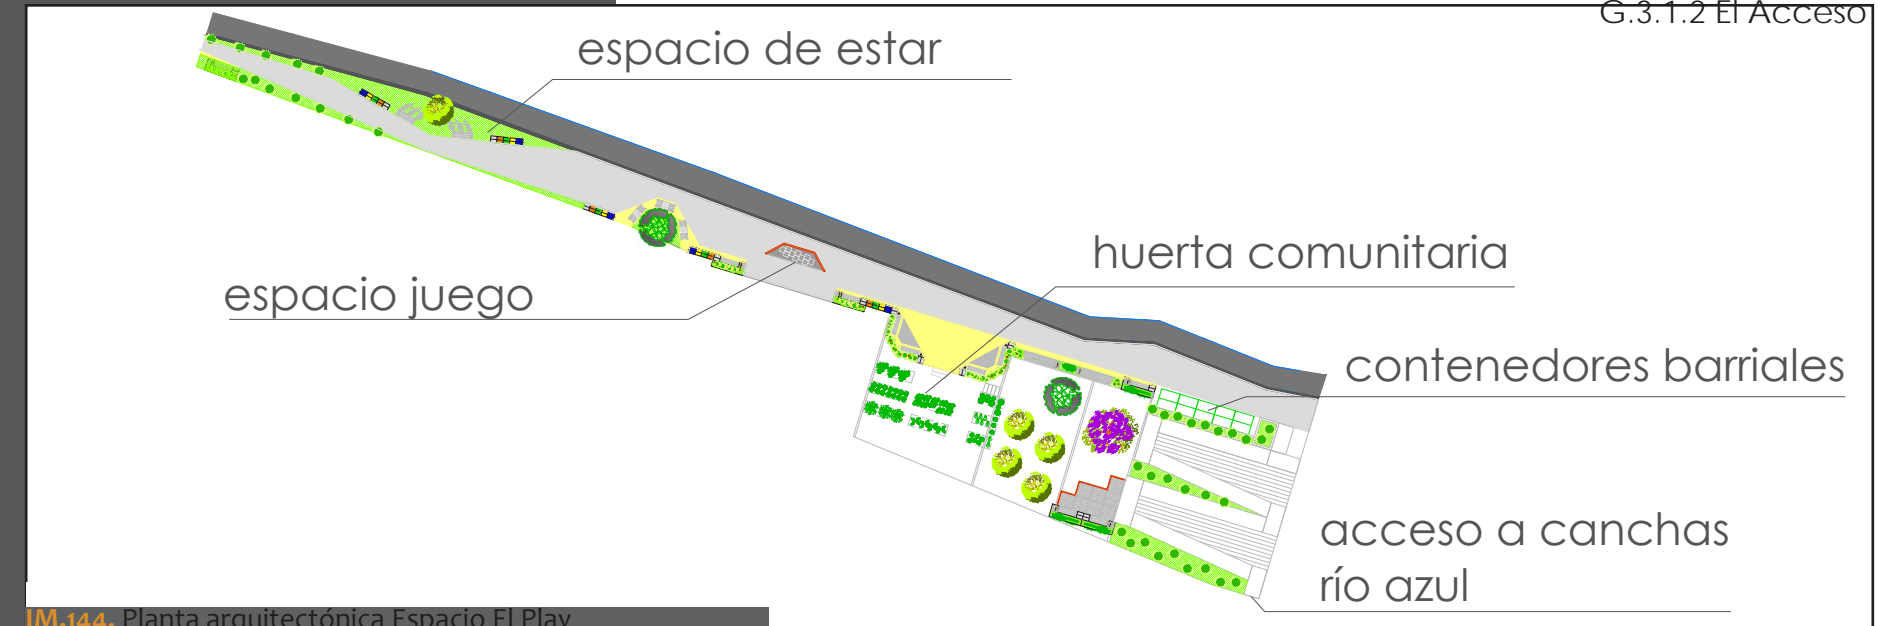 G.3.1.2 El Acceso
espacio de estar
huerta comunitaria
espacio juego
contenedores barriales
acceso a canchas
río azul
IM.144. Planta arquitectónica Espacio El Play